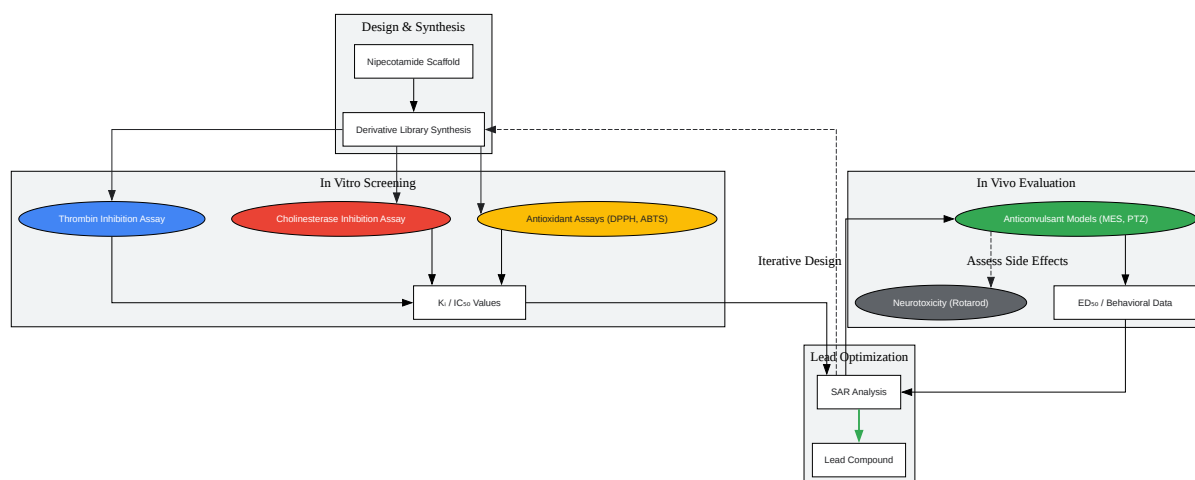 Design & Synthesis
Nipecotamide Scaffold
Derivative Library Synthesis
In Vitro Screening
Thrombin Inhibition Assay
Cholinesterase Inhibition Assay
Antioxidant Assays (DPPH, ABTS)
Kᵢ / IC₅₀ Values
In Vivo Evaluation
Anticonvulsant Models (MES, PTZ)
Iterative Design
Assess Side Effects
Neurotoxicity (Rotarod)
ED₅₀ / Behavioral Data
Lead Optimization
SAR Analysis
Lead Compound